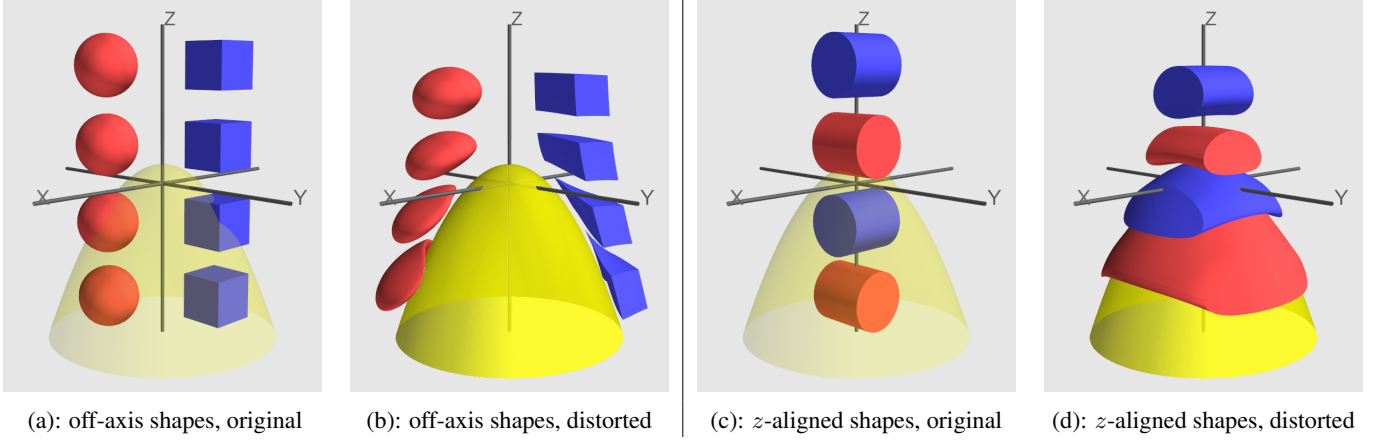 Z
X
Y
Z
X
Y
Z
X
Y
Z
X
Y
(a): off-axis shapes, original
(b): off-axis shapes, distorted
(c): z-aligned shapes, original
(d): z-aligned shapes, distorted